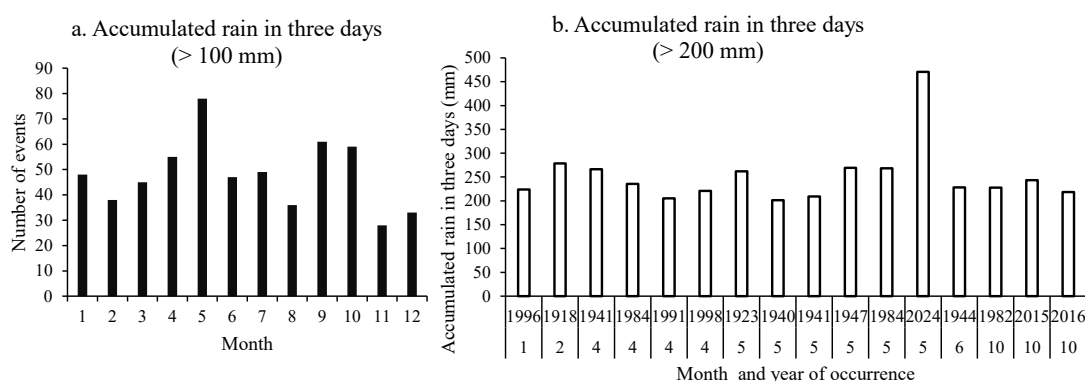 a. Accumulated rain in three days
(> 100 mm)
Number of events
90
80
70
60
50
40
30
20
10
0
1 2 3 4 5 6 7 8 9 10 11 12
Month
b. Accumulated rain in three days
(> 200 mm)
Accumulated rain in three days (mm)
500
450
400
350
300
250
200
150
100
50
0
1996 1918 1941 1984 1991 1998 1923 1940 1941 1947 1984 2024 1944 1982 2015 2016
1 2 4 4 4 4 5 5 5 5 5 5 6 10 10 10
Month and year of occurrence